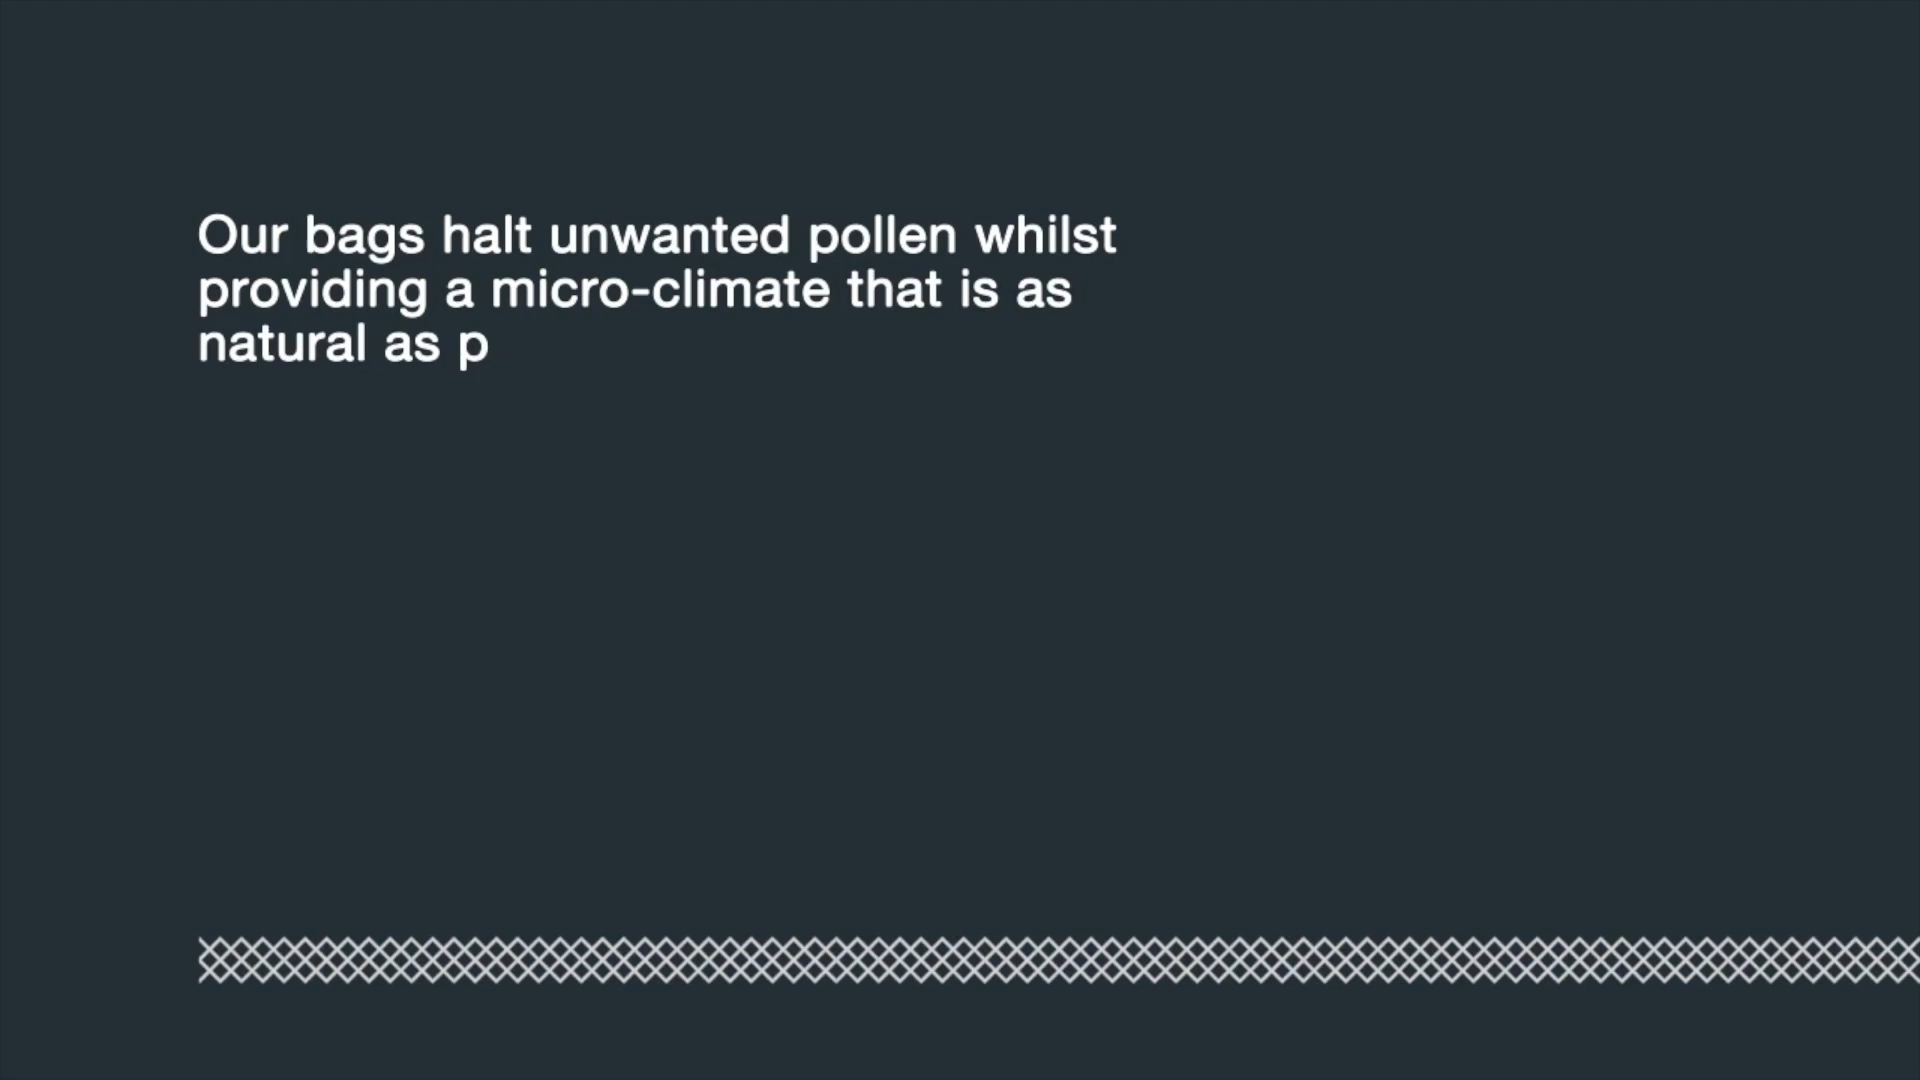 Our bags halt unwanted pollen whilst
providing a micro-climate that is as
natural as p